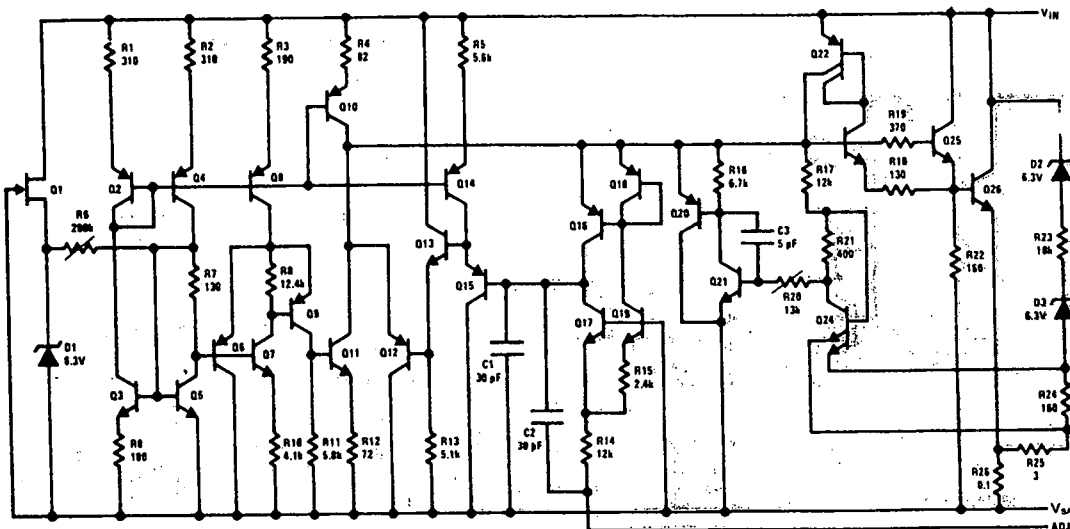 VIN
R1
310
R2
310
R3
190
R4
82
R5
5.6k
Q22
Q10
R19
370
R18
130
Q25
Q1
Q2
Q4
Q8
Q14
Q18
R16
6.7k
R17
12k
Q26
D2
6.3V
R6
200k
Q13
Q16
Q20
C3
5 pF
R21
400
R22
160
R23
18k
R7
130
R8
12.4k
Q15
Q21
R20
13k
Q24
D3
6.3V
D1
6.3V
Q6
Q7
Q9
Q11
Q12
Q17
Q19
C1
30 pF
R15
2.4k
Q3
Q5
R24
160
C2
30 pF
R9
180
R10
4.1k
R11
5.8k
R12
72
R13
5.1k
R14
12k
R26
0.1
R25
3